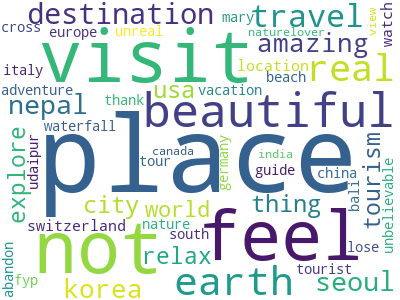 destination
travel
mary
watch
cross
europe
unreal
naturelover
view
visit
amazing
italy
location
real
beach
adventure
usa
vacation
nepal
thank
beautiful
waterfall
place
explore
udaipur
tour
canada
germany
india
guide
china
tourism
unbelievable
city
world
thing
bali
switzerland
nature
south
feel
lose
not
relax
tourist
abandon
fyp
korea
earth
seoul